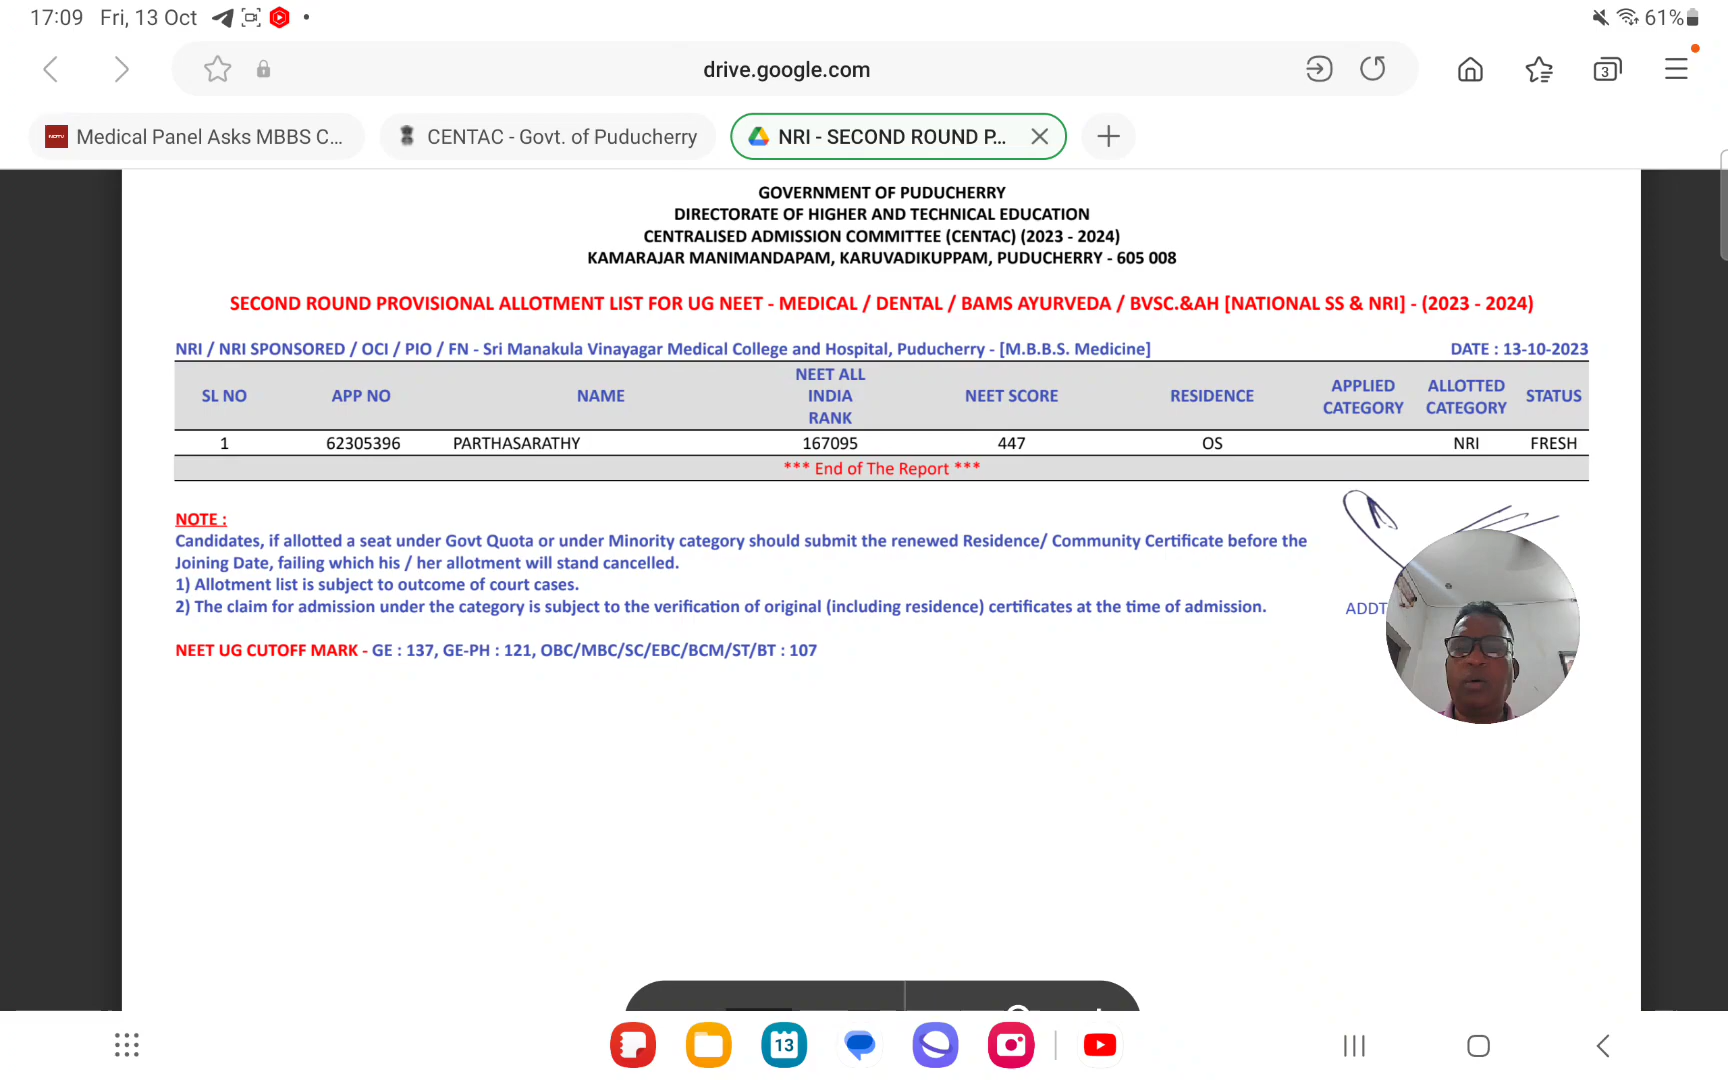 17:09 Fri, 13 Oct
61%
drive.google.com
3
Medical Panel Asks MBBS C...
CENTAC - Govt. of Puducherry
NRI - SECOND ROUND P...
GOVERNMENT OF PUDUCHERRY
DIRECTORATE OF HIGHER AND TECHNICAL EDUCATION
CENTRALISED ADMISSION COMMITTEE (CENTAC) (2023 - 2024)
KAMARAJAR MANIMANDAPAM, KARUVADIKUPPAM, PUDUCHERRY - 605 008
SECOND ROUND PROVISIONAL ALLOTMENT LIST FOR UG NEET - MEDICAL / DENTAL / BAMS AYURVEDA / BVSC.&AH [NATIONAL SS & NRI] - (2023 - 2024)
NRI / NRI SPONSORED / OCI / PIO / FN - Sri Manakula Vinayagar Medical College and Hospital, Puducherry - [M.B.B.S. Medicine] DATE : 13-10-2023
SL NO APP NO NAME NEET ALL INDIA RANK NEET SCORE RESIDENCE APPLIED CATEGORY ALLOTTED CATEGORY STATUS
1 62305396 PARTHASARATHY 167095 447 OS NRI FRESH
*** End of The Report ***
NOTE :
Candidates, if allotted a seat under Govt Quota or under Minority category should submit the renewed Residence/ Community Certificate before the
Joining Date, failing which his / her allotment will stand cancelled.
1) Allotment list is subject to outcome of court cases.
2) The claim for admission under the category is subject to the verification of original (including residence) certificates at the time of admission.
ADDT
NEET UG CUTOFF MARK - GE : 137, GE-PH : 121, OBC/MBC/SC/EBC/BCM/ST/BT : 107
13